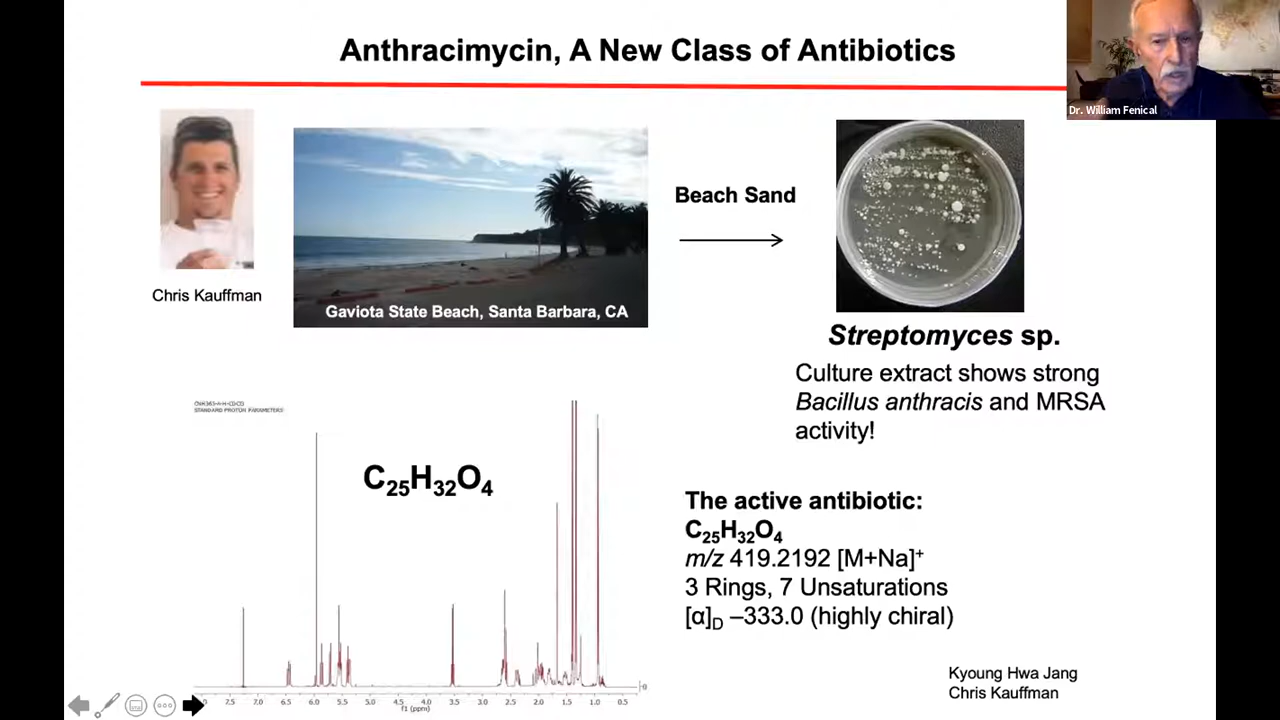 Anthracimycin, A New Class of Antibiotics
Dr. William Fenical
Chris Kauffman
Gaviota State Beach, Santa Barbara, CA
Beach Sand
Streptomyces sp.
Culture extract shows strong
Bacillus anthracis and MRSA
activity!
STANDARD PROTON PARAMETERS
C₂₅H₃₂O₄
The active antibiotic:
C₂₅H₃₂O₄
m/z 419.2192 [M+Na]⁺
3 Rings, 7 Unsaturations
[α]D –333.0 (highly chiral)
7.5 7.0 6.5 6.0 5.5 5.0 4.5 4.0 3.5 3.0 2.5 2.0 1.5 1.0 0.5
f1 (ppm)
Kyoung Hwa Jang
Chris Kauffman